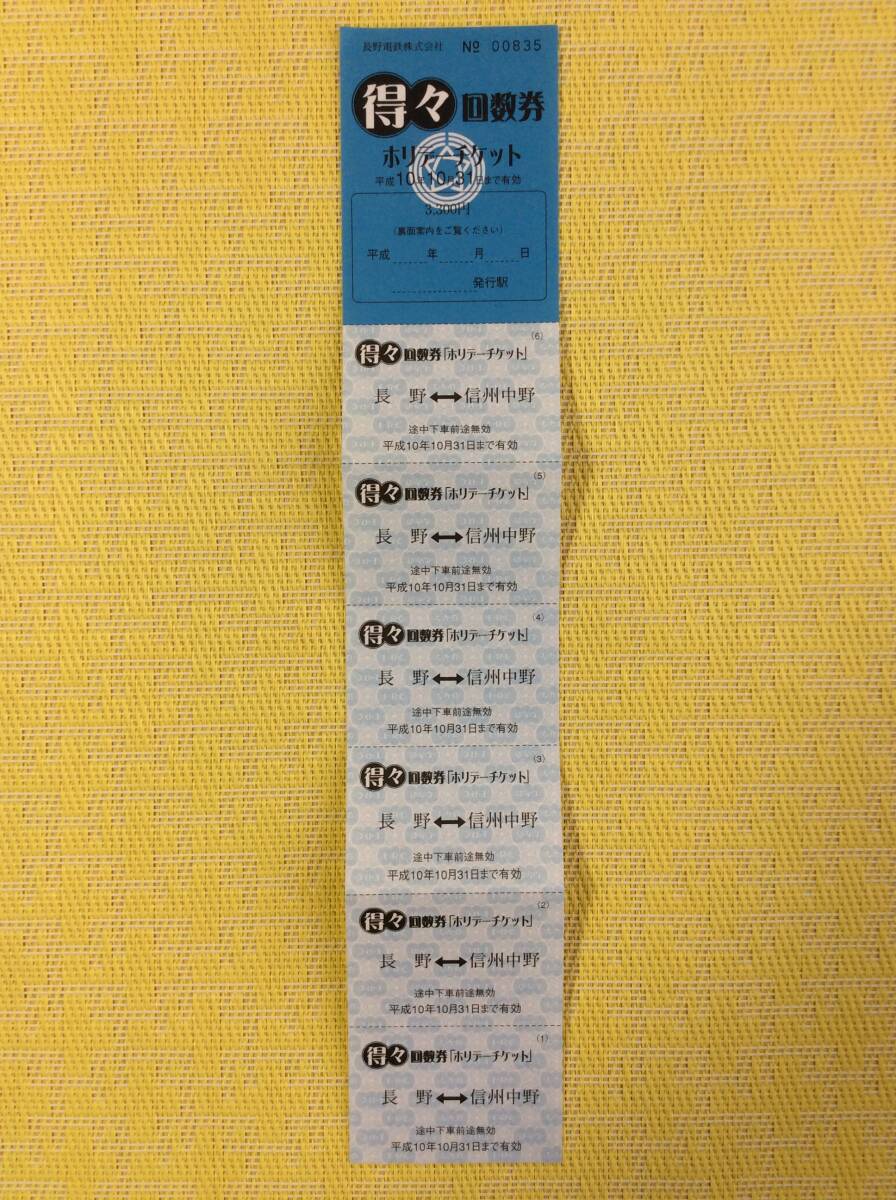 長野電鉄株式会社 № 00835
得々回数券
ホリデーチケット
平成10年10月31日まで有効
3,300円
(裏面案内をご覧ください)
平成 年 月 日
発行駅
(6)
得々回数券「ホリデーチケット」
長 野⟷信州中野
途中下車前途無効
平成10年10月31日まで有効
(5)
得々回数券「ホリデーチケット」
長 野⟷信州中野
途中下車前途無効
平成10年10月31日まで有効
(4)
得々回数券「ホリデーチケット」
長 野⟷信州中野
途中下車前途無効
平成10年10月31日まで有効
(3)
得々回数券「ホリデーチケット」
長 野⟷信州中野
途中下車前途無効
平成10年10月31日まで有効
(2)
得々回数券「ホリデーチケット」
長 野⟷信州中野
途中下車前途無効
平成10年10月31日まで有効
(1)
得々回数券「ホリデーチケット」
長 野⟷信州中野
途中下車前途無効
平成10年10月31日まで有効